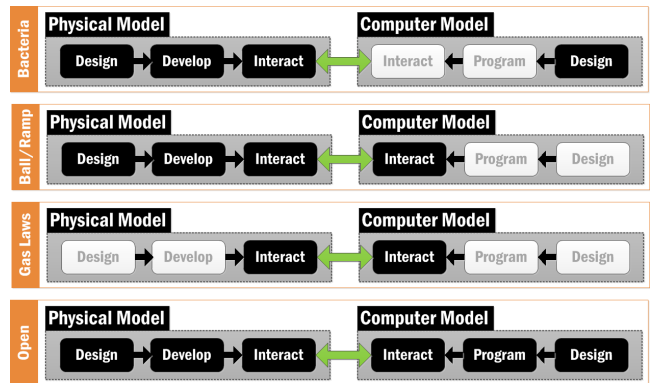 Bacteria
Physical Model
Computer Model
Design Develop Interact Interact Program Design
Ball/Ramp
Physical Model
Computer Model
Design Develop Interact Interact Program Design
Gas Laws
Physical Model
Computer Model
Design Develop Interact Interact Program Design
Open
Physical Model
Computer Model
Design Develop Interact Interact Program Design